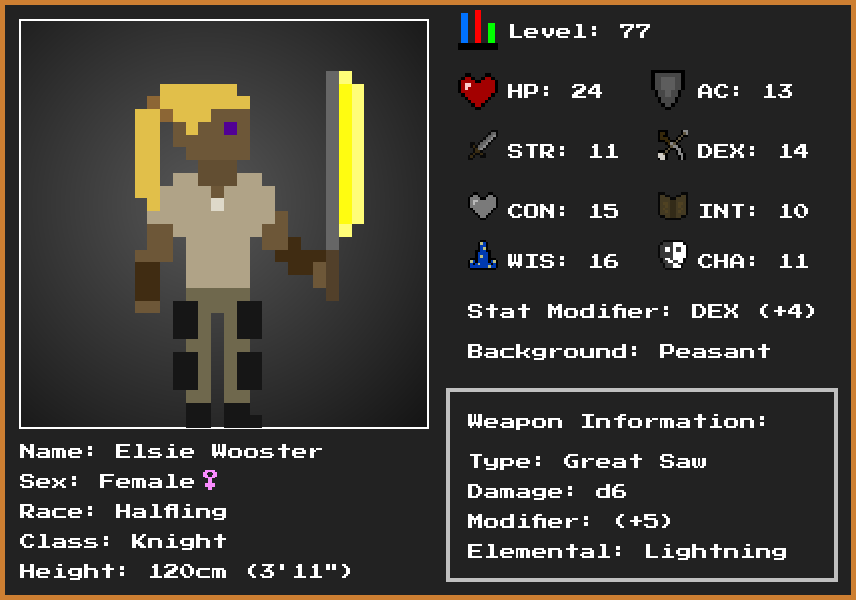 Level: 77
HP: 24 AC: 13
STR: 11 DEX: 14
CON: 15 INT: 10
WIS: 16 CHA: 11
Stat Modifier: DEX (+4)
Background: Peasant
Weapon Information:
Type: Great Saw
Damage: d6
Modifier: (+5)
Elemental: Lightning
Name: Elsie Wooster
Sex: Female♀
Race: Halfling
Class: Knight
Height: 120cm (3'11")